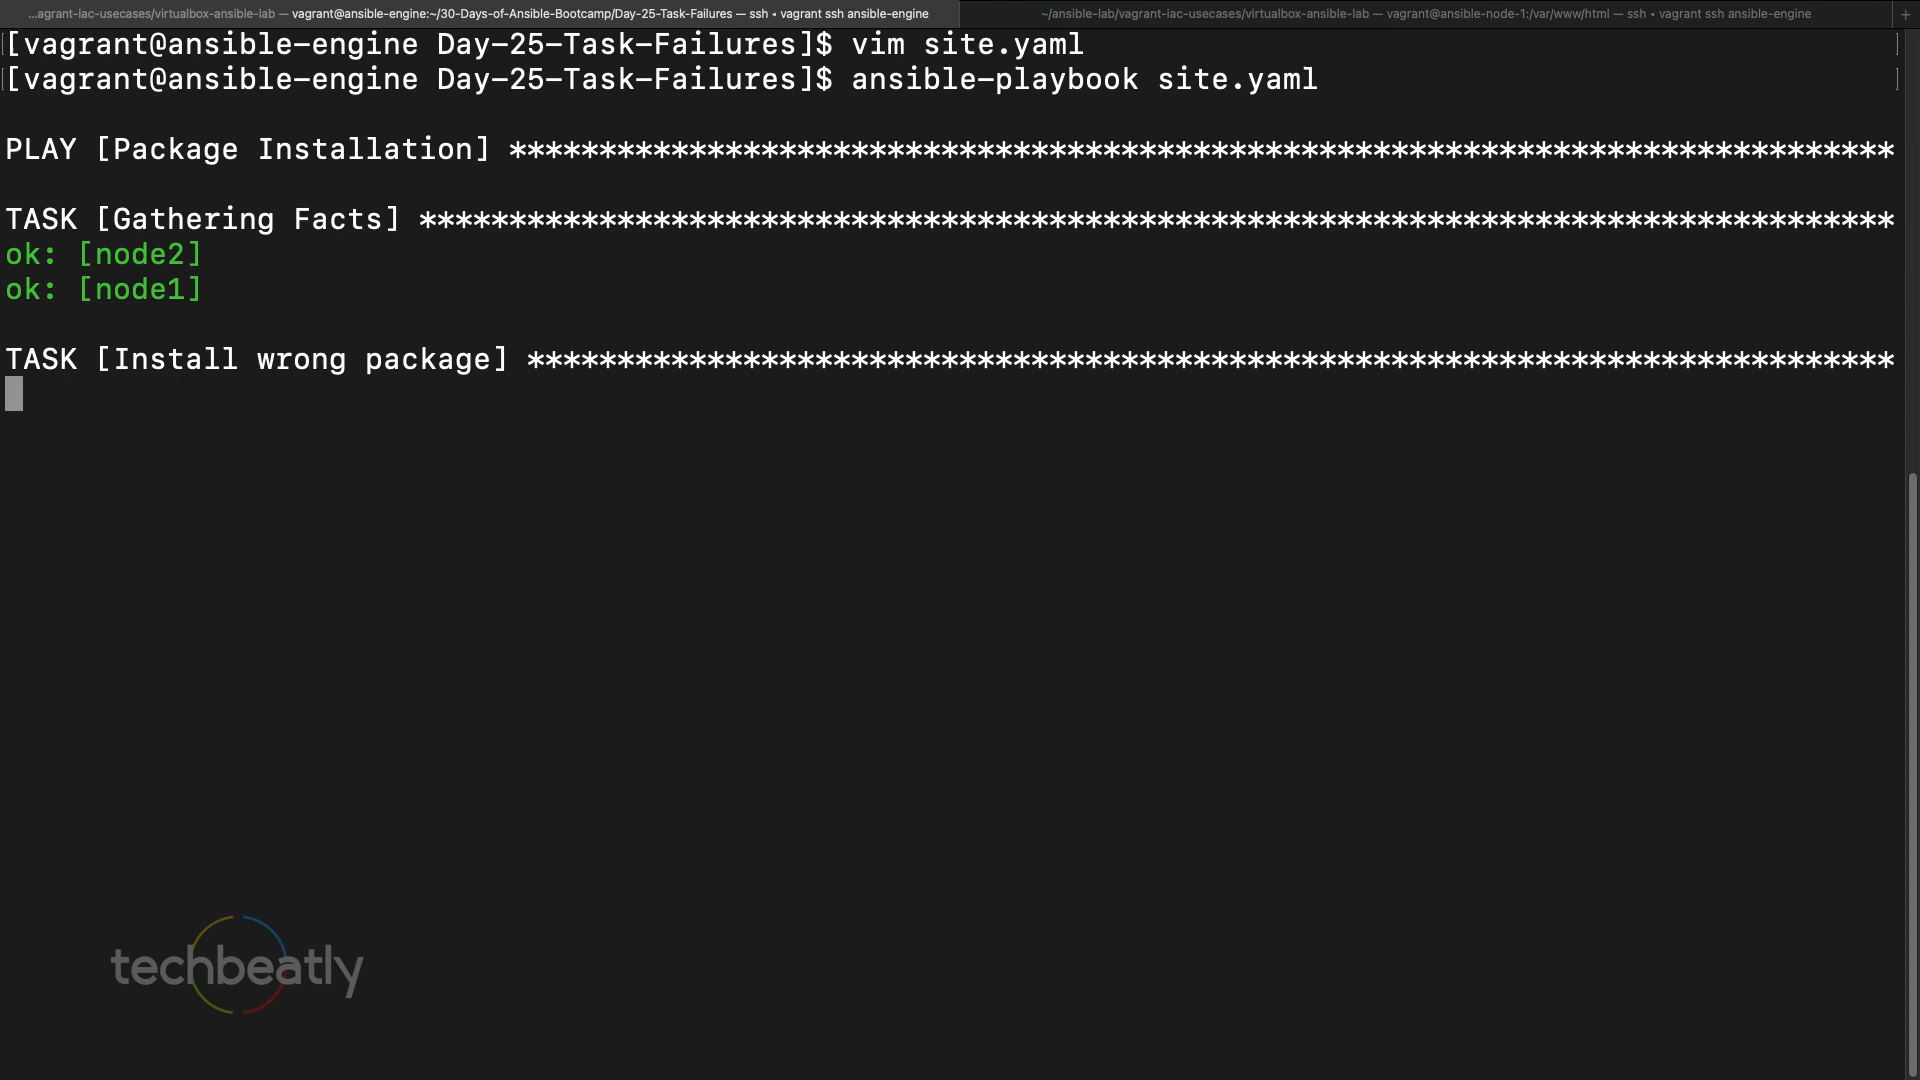 ...agrant-iac-usecases/virtualbox-ansible-lab — vagrant@ansible-engine:~/30-Days-of-Ansible-Bootcamp/Day-25-Task-Failures — ssh ◂ vagrant ssh ansible-engine
~/ansible-lab/vagrant-iac-usecases/virtualbox-ansible-lab — vagrant@ansible-node-1:/var/www/html — ssh ◂ vagrant ssh ansible-engine
+
[[vagrant@ansible-engine Day-25-Task-Failures]$ vim site.yaml ]
[[vagrant@ansible-engine Day-25-Task-Failures]$ ansible-playbook site.yaml ]
PLAY [Package Installation] *****************************************************************************
TASK [Gathering Facts] **********************************************************************************
ok: [node2]
ok: [node1]
TASK [Install wrong package] ****************************************************************************
techbeatly